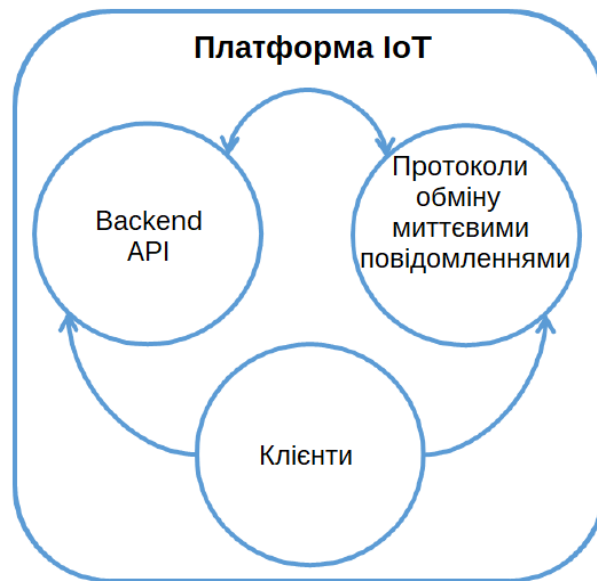 Платформа IoT
Backend
API
Протоколи
обміну
миттєвими
повідомленнями
Клієнти